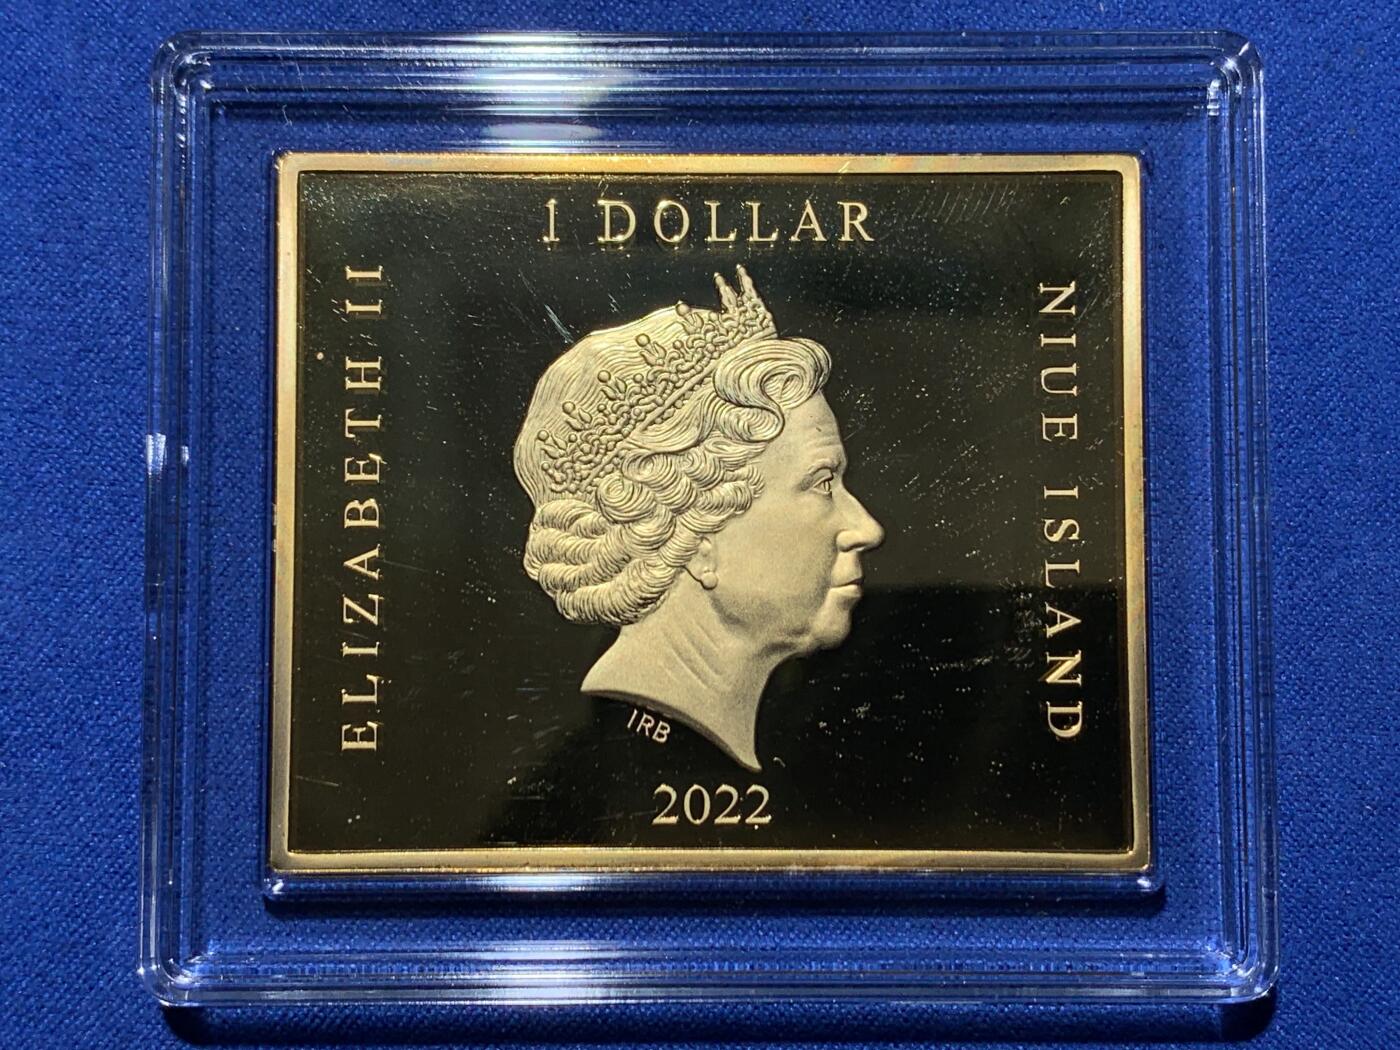 1 DOLLAR
ELIZABETH II
NIUE ISLAND
IRB
2022